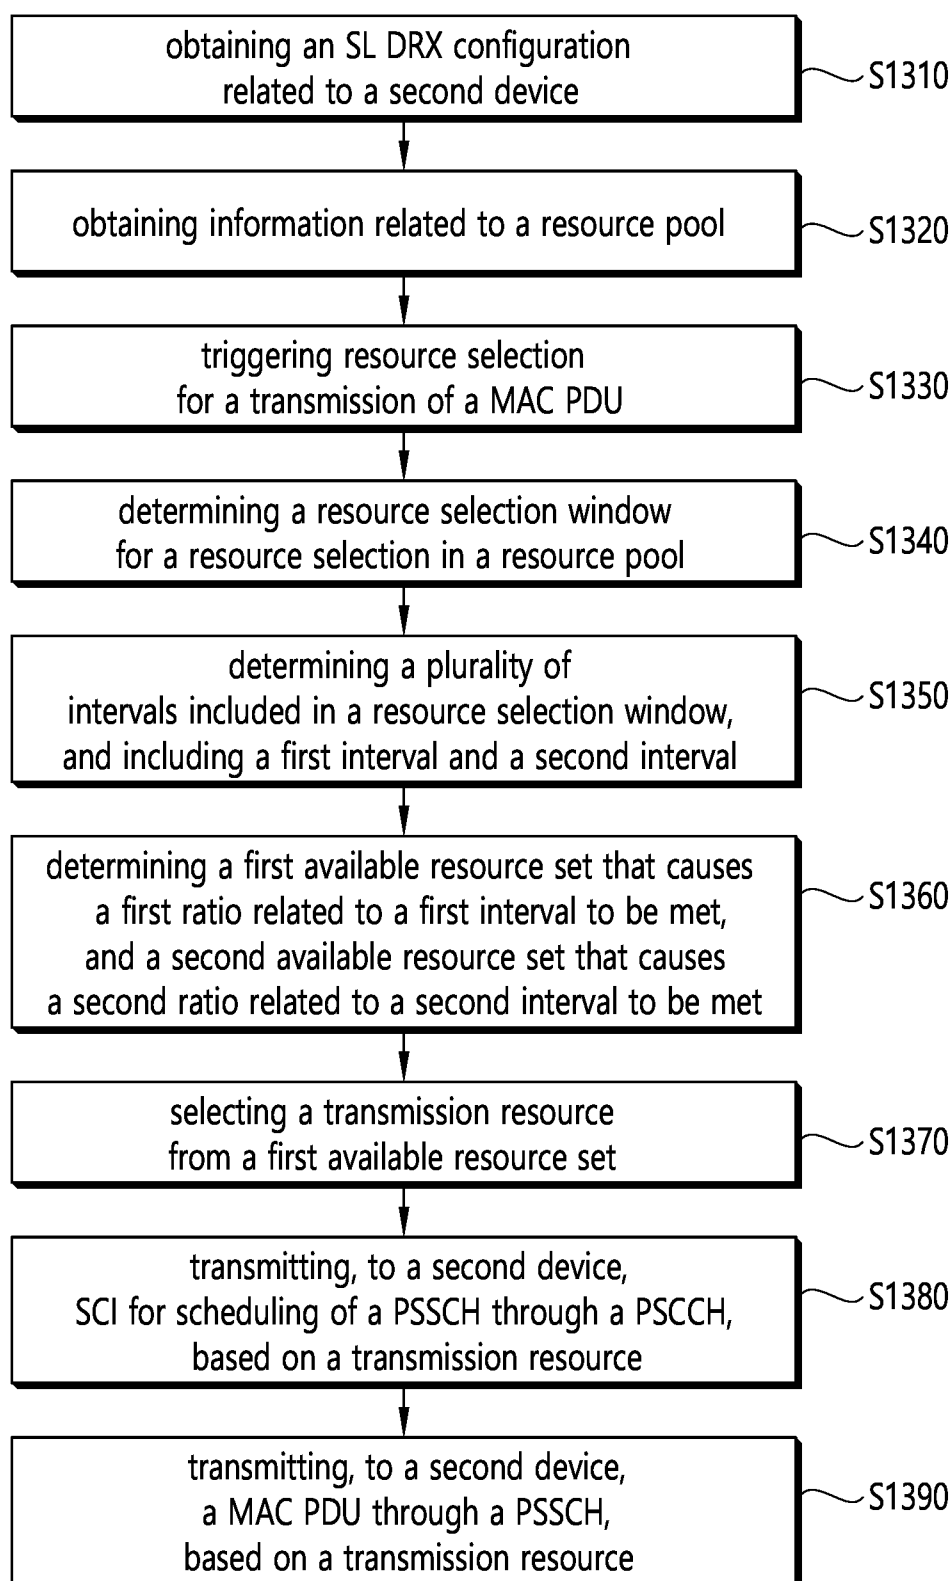 obtaining an SL DRX configuration
related to a second device
S1310
obtaining information related to a resource pool
S1320
triggering resource selection
for a transmission of a MAC PDU
S1330
determining a resource selection window
for a resource selection in a resource pool
S1340
determining a plurality of
intervals included in a resource selection window,
and including a first interval and a second interval
S1350
determining a first available resource set that causes
a first ratio related to a first interval to be met,
and a second available resource set that causes
a second ratio related to a second interval to be met
S1360
selecting a transmission resource
from a first available resource set
S1370
transmitting, to a second device,
SCI for scheduling of a PSSCH through a PSCCH,
based on a transmission resource
S1380
transmitting, to a second device,
a MAC PDU through a PSSCH,
based on a transmission resource
S1390